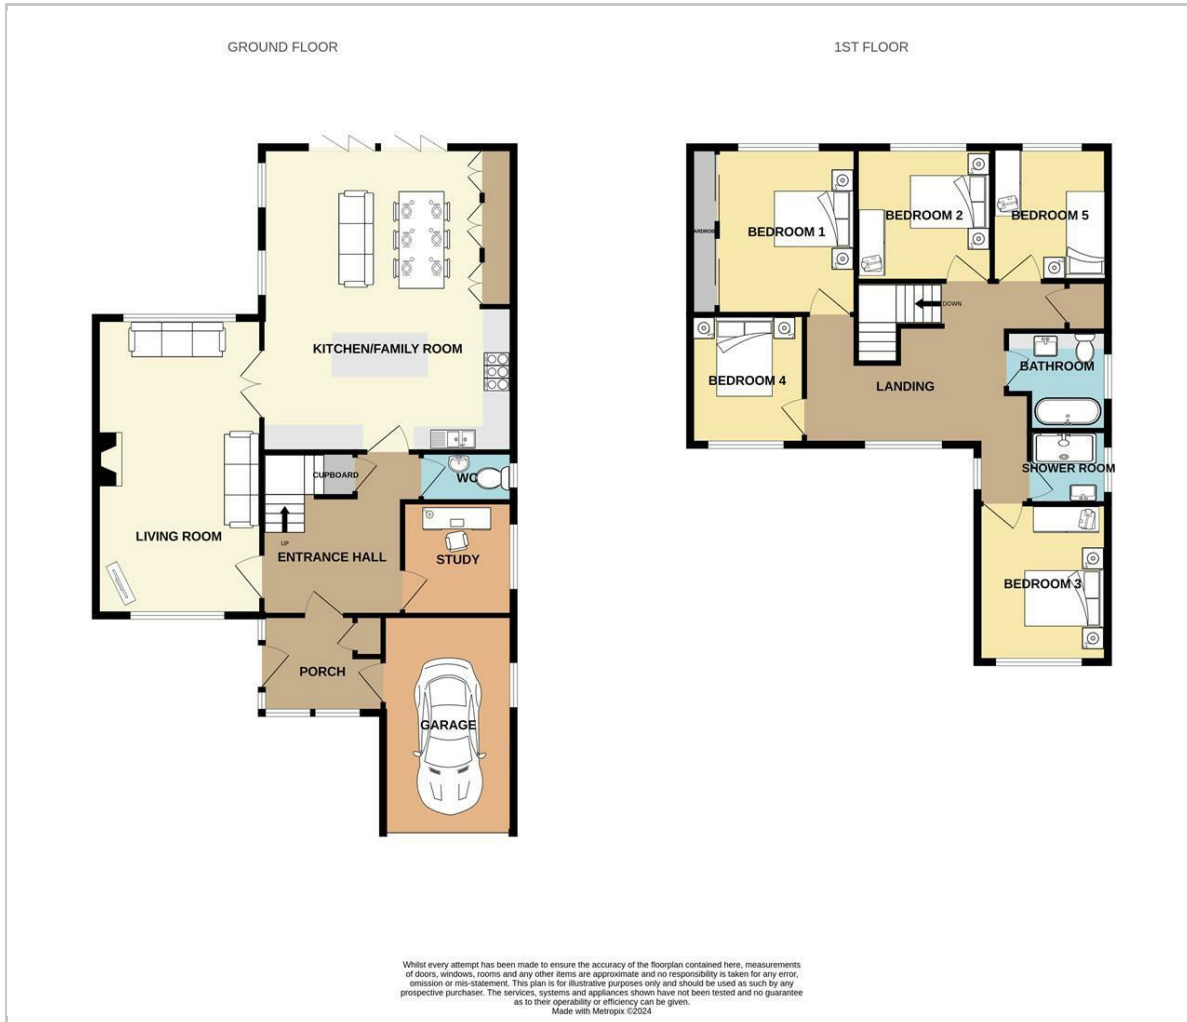 GROUND FLOOR
1ST FLOOR
KITCHEN/FAMILY ROOM
CUPBOARD
WC
LIVING ROOM
UP
ENTRANCE HALL
STUDY
PORCH
GARAGE
BEDROOM 1
BEDROOM 2
BEDROOM 5
DOWN
BEDROOM 4
LANDING
BATHROOM
SHOWER ROOM
BEDROOM 3
Whilst every attempt has been made to ensure the accuracy of the floorplan contained here, measurements
of doors, windows, rooms and any other items are approximate and no responsibility is taken for any error,
omission or mis-statement. This plan is for illustrative purposes only and should be used as such by any
prospective purchaser. The services, systems and appliances shown have not been tested and no guarantee
as to their operability or efficiency can be given.
Made with Metropix ©2024